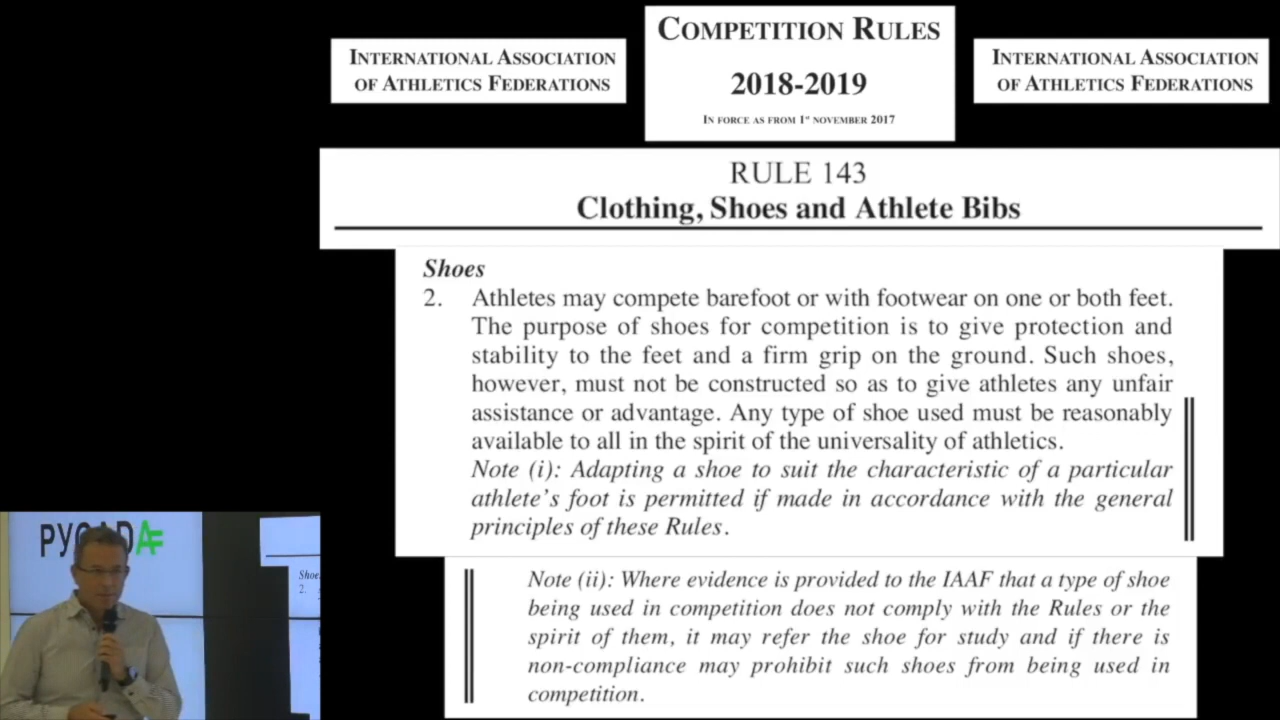 INTERNATIONAL ASSOCIATION
OF ATHLETICS FEDERATIONS
COMPETITION RULES
2018-2019
IN FORCE AS FROM 1st NOVEMBER 2017
INTERNATIONAL ASSOCIATION
OF ATHLETICS FEDERATIONS
RULE 143
Clothing, Shoes and Athlete Bibs
Shoes
2. Athletes may compete barefoot or with footwear on one or both feet.
The purpose of shoes for competition is to give protection and
stability to the feet and a firm grip on the ground. Such shoes,
however, must not be constructed so as to give athletes any unfair
assistance or advantage. Any type of shoe used must be reasonably
available to all in the spirit of the universality of athletics.
Note (i): Adapting a shoe to suit the characteristic of a particular
athlete's foot is permitted if made in accordance with the general
principles of these Rules.
Note (ii): Where evidence is provided to the IAAF that a type of shoe
being used in competition does not comply with the Rules or the
spirit of them, it may refer the shoe for study and if there is
non-compliance may prohibit such shoes from being used in
competition.
Shoe
2.